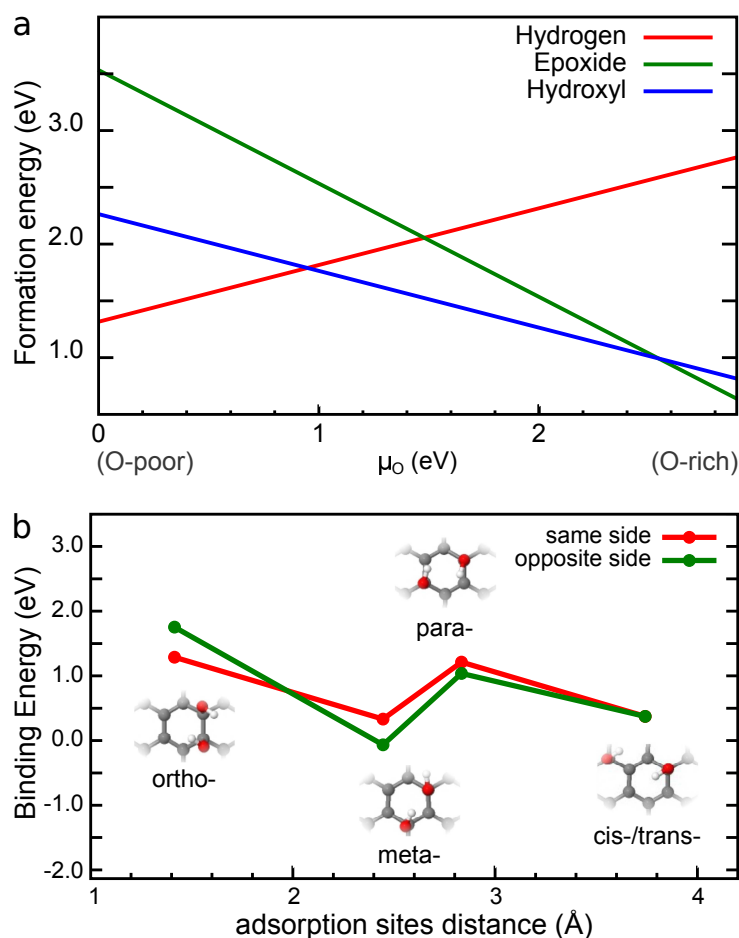 a
Hydrogen
Epoxide
Hydroxyl
Formation energy (eV)
3.0
2.0
1.0
0
1
2
(O-poor)
μO (eV)
(O-rich)
b
same side
opposite side
Binding Energy (eV)
3.0
2.0
1.0
0.0
-1.0
-2.0
para-
ortho-
meta-
cis-/trans-
1
2
3
4
adsorption sites distance (Å)